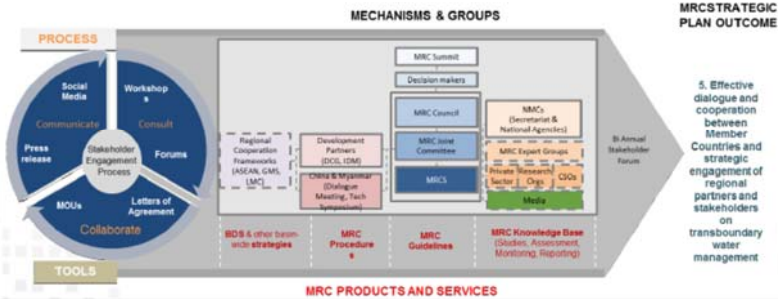 MECHANISMS & GROUPS
MRCSTRATEGIC
PLAN OUTCOME
PROCESS
Social
Media
Workshop
s
Communicate
Consult
Stakeholder
Engagement
Process
Press
release
Forums
MOUs
Letters of
Agreement
Collaborate
TOOLS
MRC Summit
Decision makers
MRC Council
MRC Joint
Committee
MRCS
Regional
Cooperation
Frameworks
(ASEAN, GMS,
LMC)
Development
Partners
(DCG, IDM)
China & Myanmar
(Dialogue
Meeting, Tech
Symposium)
NMCs
(Secretariat &
National Agencies)
MRC Expert Groups
Private
Sector
Research
Orgs.
CSOs
Media
Bi Annual
Stakeholder
Forum
5. Effective
dialogue and
cooperation
between
Member
Countries and
strategic
engagement of
regional
partners and
stakeholders
on
transboundary
water
management
BDS & other basin-
wide strategies
MRC
Procedure
s
MRC
Guidelines
MRC Knowledge Base
(Studies, Assessment,
Monitoring, Reporting)
MRC PRODUCTS AND SERVICES